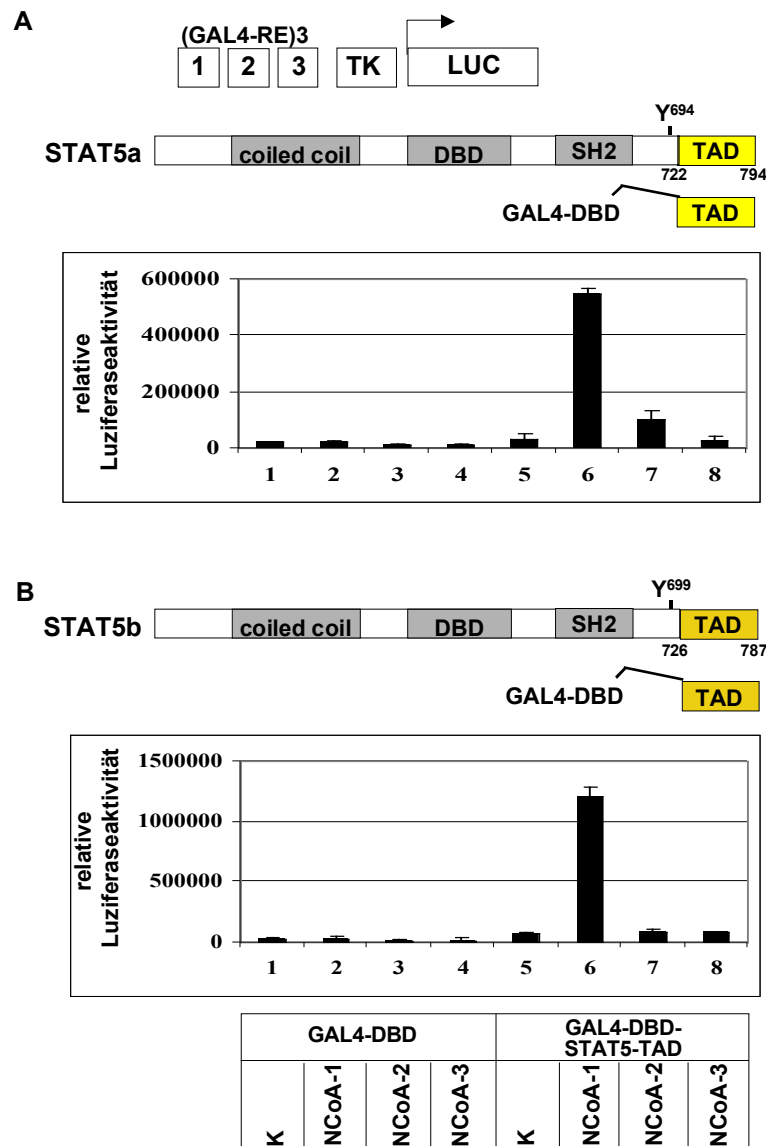 A
(GAL4-RE)3
1 2 3 TK LUC
Y694
STAT5a coiled coil DBD SH2 TAD
722 794
GAL4-DBD TAD
relative
Luziferaseaktivität
600000
400000
200000
0
1 2 3 4 5 6 7 8
B
Y699
STAT5b coiled coil DBD SH2 TAD
726 787
GAL4-DBD TAD
relative
Luziferaseaktivität
1500000
1000000
500000
0
1 2 3 4 5 6 7 8
GAL4-DBD
GAL4-DBD-
STAT5-TAD
K NCoA-1 NCoA-2 NCoA-3 K NCoA-1 NCoA-2 NCoA-3